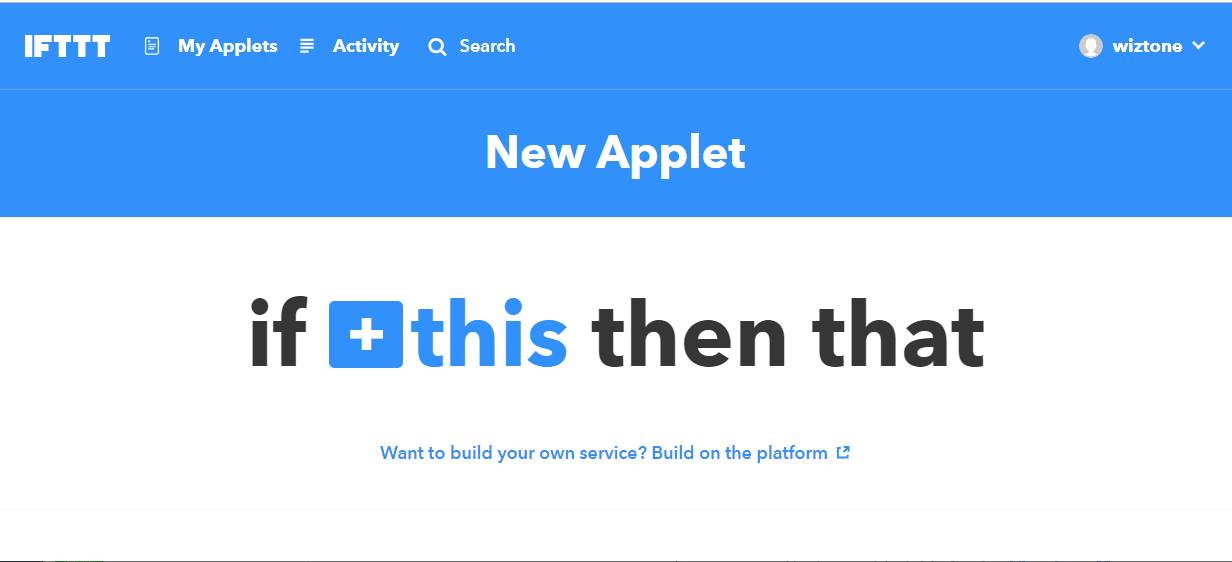 IFTTT My Applets Activity Search wiztone
New Applet
if this then that
Want to build your own service? Build on the platform